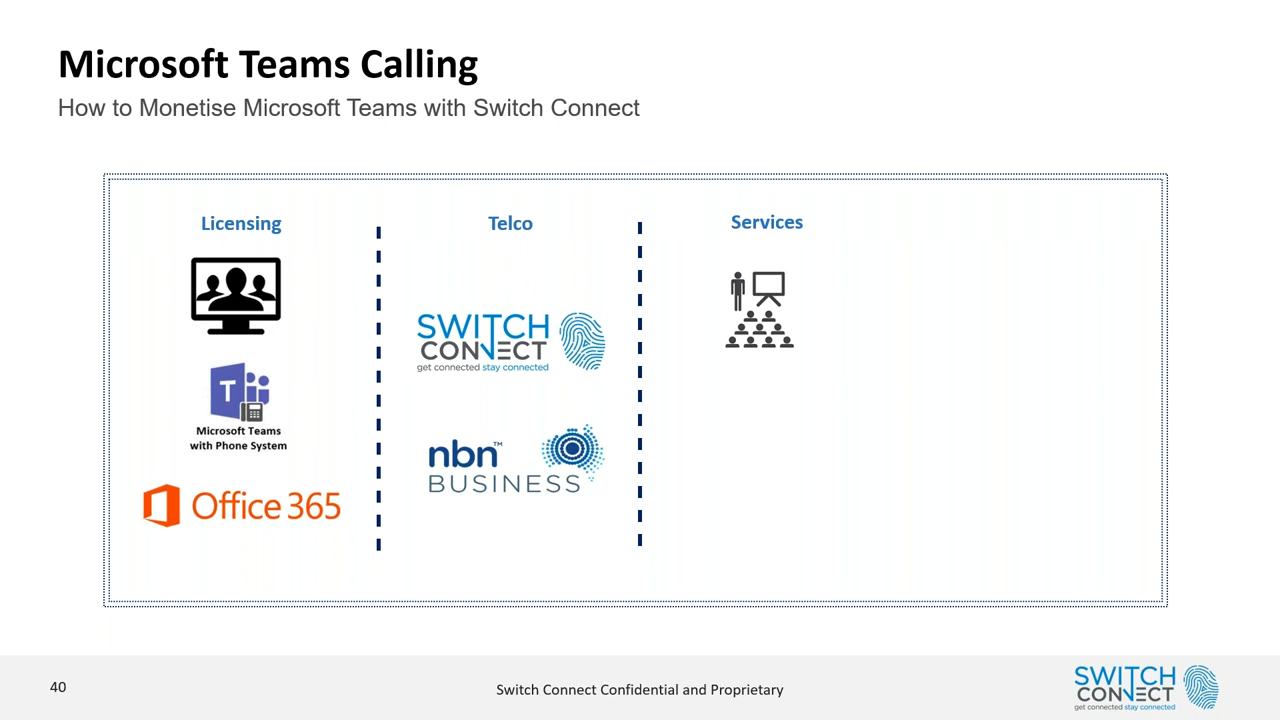 Microsoft Teams Calling
How to Monetise Microsoft Teams with Switch Connect
Licensing
Microsoft Teams
with Phone System
Office 365
Telco
SWITCH
CONNECT
get connected stay connected
nbn™
BUSINESS
Services
40
Switch Connect Confidential and Proprietary
SWITCH
CONNECT
get connected stay connected